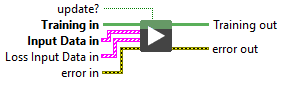 update?
Training in
Training out
Input Data in
Loss Input Data in
error out
error in